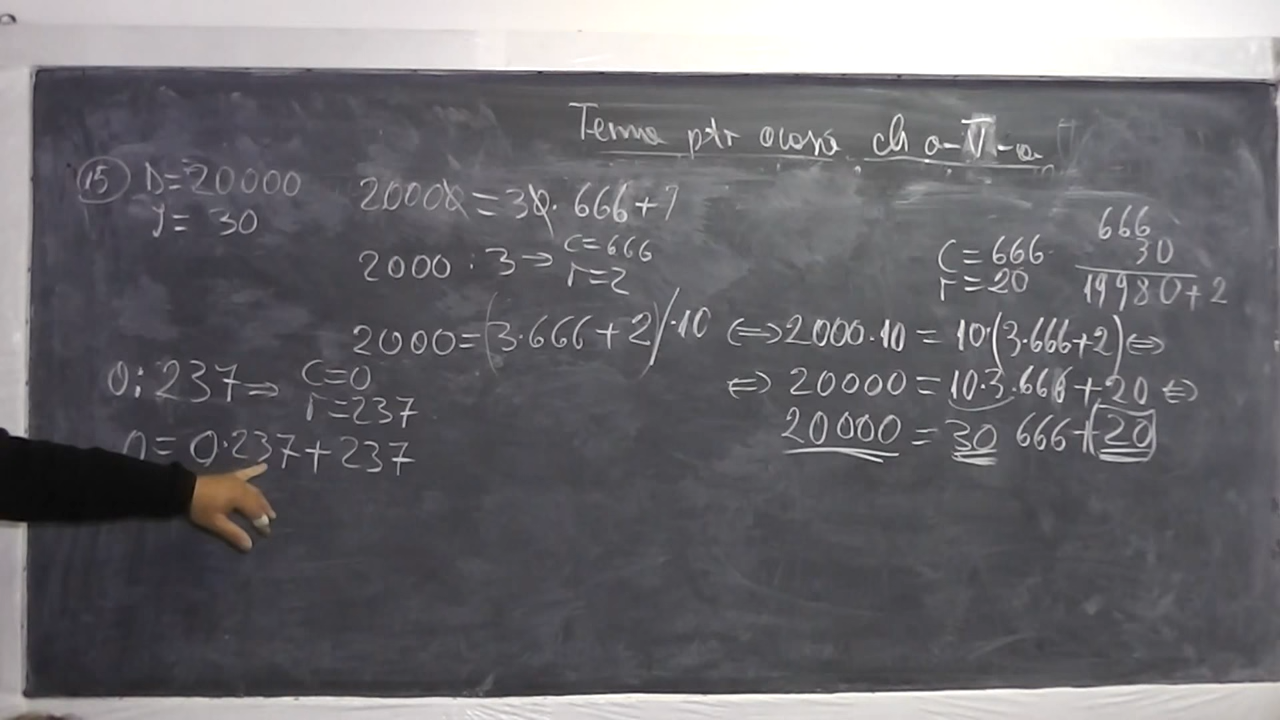 Tema ptr acasă cls a-V-a
15 D=20000
Î= 30
20000 = 30 · 666 + ?
2000 : 3 → c=666
r=2
2000 = (3·666+2) / ·10
⇔ 2000·10 = 10·(3·666+2) ⇔
⇔ 20000 = 10·3·666 + 20 ⇔
20000 = 30 666 + 20
C = 666
r = 20
666
30
19980 + 2
0 : 237 ⇒ C=0
r=237
0 = 0·237 + 237